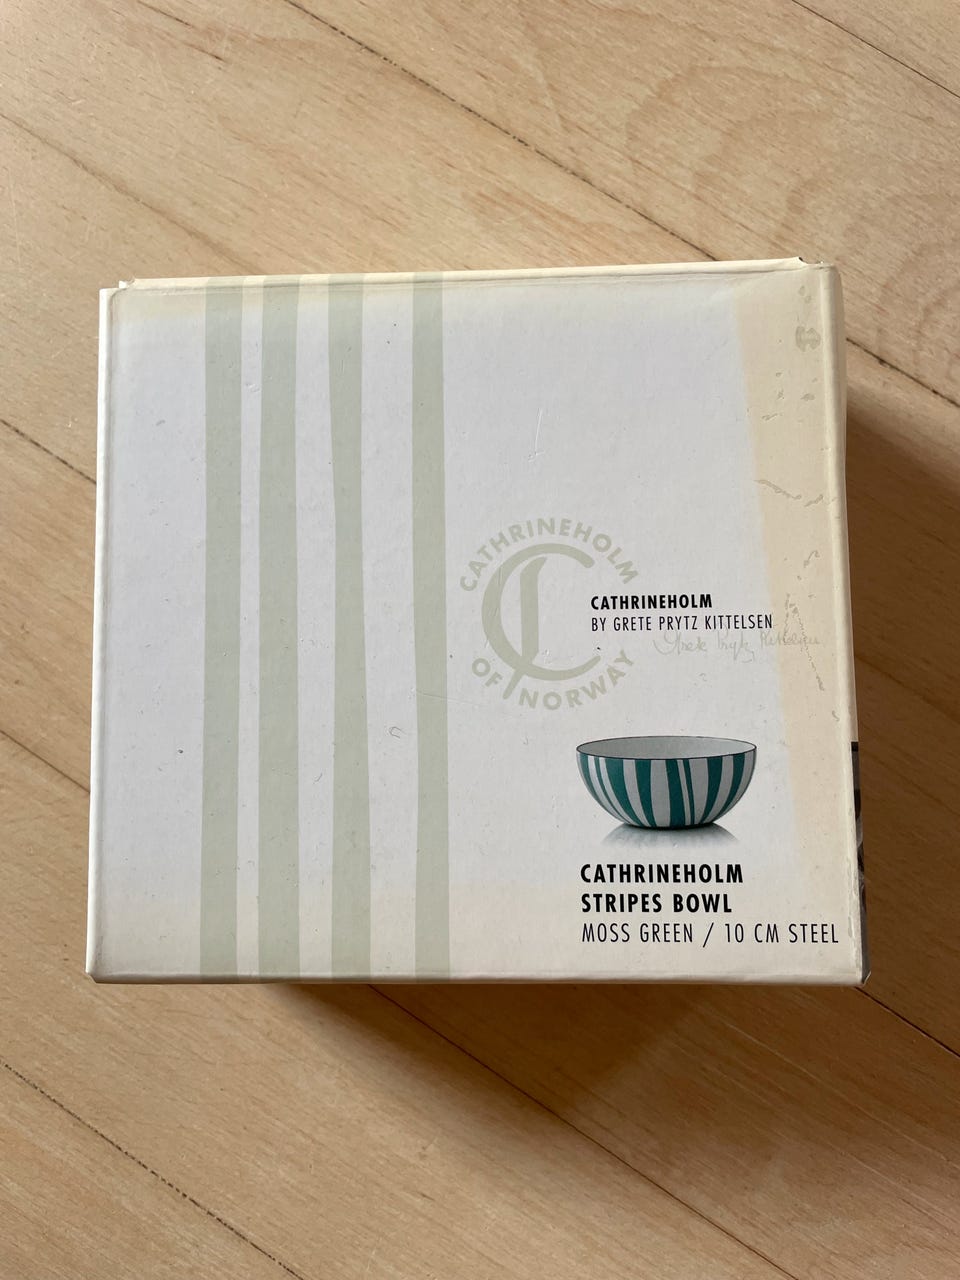 CATHRINEHOLM
OF NORWAY
CATHRINEHOLM
BY GRETE PRYTZ KITTELSEN
Grete Prytz Kittelsen
CATHRINEHOLM
STRIPES BOWL
MOSS GREEN / 10 CM STEEL